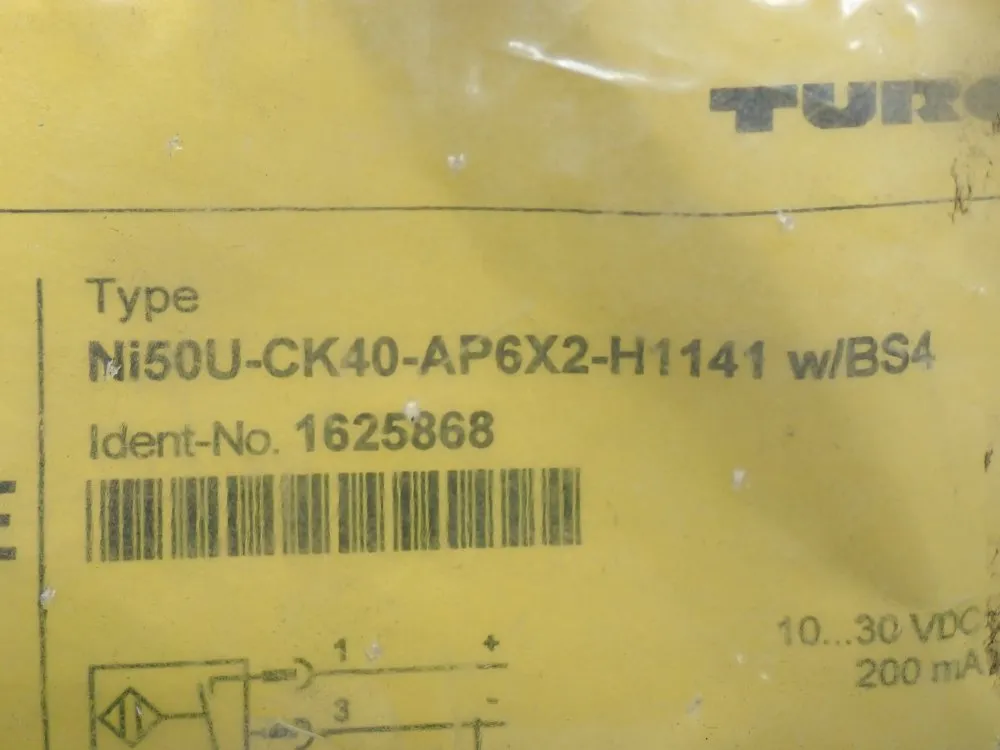 TURC
Type
Ni50U-CK40-AP6X2-H1141 w/BS4
Ident-No. 1625868
E
10...30 VDC
200 mA
1 +
3 -